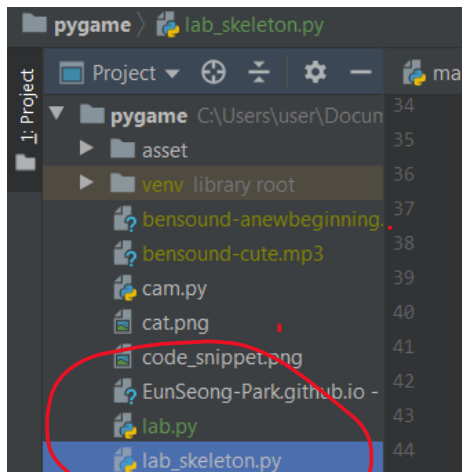 pygame › lab_skeleton.py
1: Project
Project
ma
pygame C:\Users\user\Docum
asset
venv library root
bensound-anewbeginning.
bensound-cute.mp3
cam.py
cat.png
code_snippet.png
EunSeong-Park.github.io -
lab.py
lab_skeleton.py
34
35
36
37
38
39
40
41
42
43
44